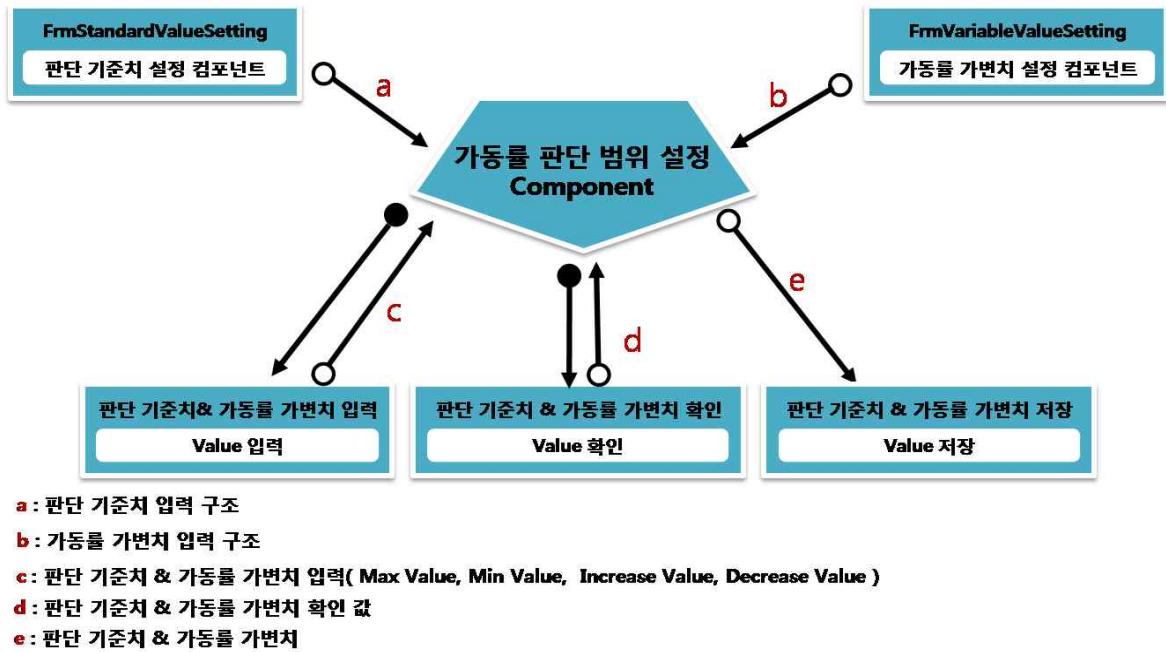 FrmStandardValueSetting
판단 기준치 설정 컴포넌트
FrmVariableValueSetting
가동률 가변치 설정 컴포넌트
a
b
가동률 판단 범위 설정
Component
c
d
e
판단 기준치& 가동률 가변치 입력
Value 입력
판단 기준치 & 가동률 가변치 확인
Value 확인
판단 기준치 & 가동률 가변치 저장
Value 저장
a : 판단 기준치 입력 구조
b : 가동률 가변치 입력 구조
c : 판단 기준치 & 가동률 가변치 입력( Max Value, Min Value, Increase Value, Decrease Value )
d : 판단 기준치 & 가동률 가변치 확인 값
e : 판단 기준치 & 가동률 가변치